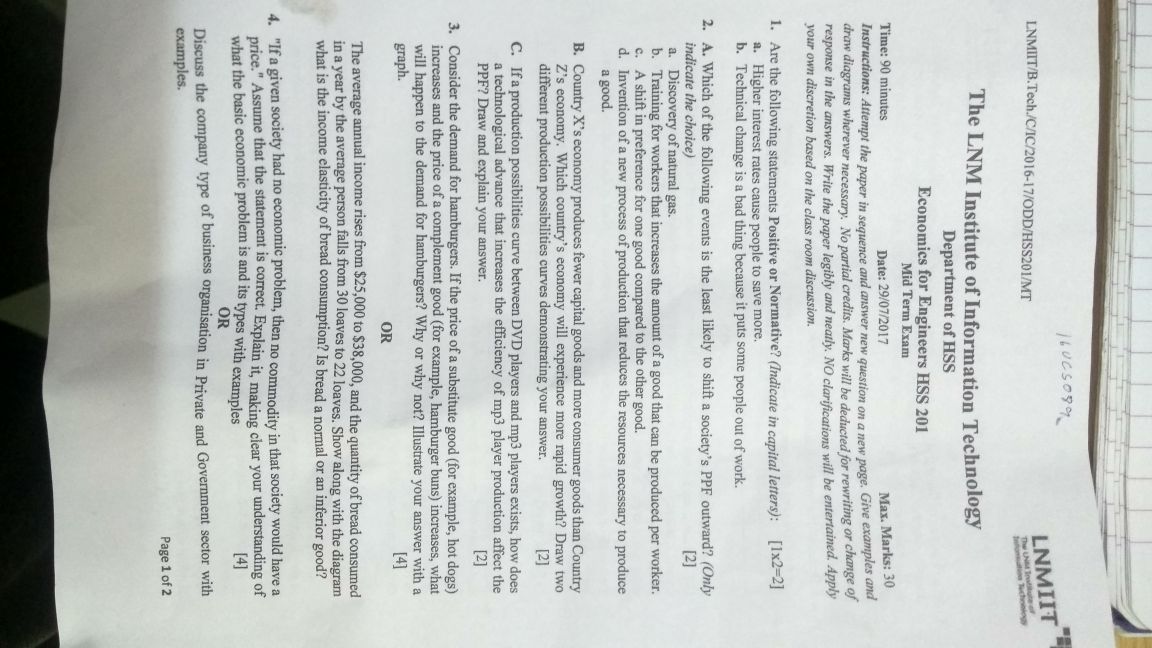 16UCS089
LNMIIT/B.Tech./C/IC/2016-17/ODD/HSS201/MT
LNMIIT
The LNM Institute of
Information Technology
The LNM Institute of Information Technology
Department of HSS
Economics for Engineers HSS 201
Mid Term Exam
Time: 90 minutes Date: 29/07/2017 Max. Marks: 30
Instructions: Attempt the paper in sequence and answer new question on a new page. Give examples and
draw diagrams wherever necessary. No partial credits. Marks will be deducted for rewriting or change of
response in the answers. Write the paper legibly and neatly. NO clarifications will be entertained. Apply
your own discretion based on the class room discussion.
1. Are the following statements Positive or Normative? (Indicate in capital letters): [1x2=2]
a. Higher interest rates cause people to save more.
b. Technical change is a bad thing because it puts some people out of work.
2. A. Which of the following events is the least likely to shift a society's PPF outward? (Only
indicate the choice) [2]
a. Discovery of natural gas.
b. Training for workers that increases the amount of a good that can be produced per worker.
c. A shift in preference for one good compared to the other good.
d. Invention of a new process of production that reduces the resources necessary to produce
a good.
B. Country X's economy produces fewer capital goods and more consumer goods than Country
Z's economy. Which country's economy will experience more rapid growth? Draw two
different production possibilities curves demonstrating your answer. [2]
C. If a production possibilities curve between DVD players and mp3 players exists, how does
a technological advance that increases the efficiency of mp3 player production affect the
PPF? Draw and explain your answer. [2]
3. Consider the demand for hamburgers. If the price of a substitute good (for example, hot dogs)
increases and the price of a complement good (for example, hamburger buns) increases, what
will happen to the demand for hamburgers? Why or why not? Illustrate your answer with a
graph. [4]
OR
The average annual income rises from $25,000 to $38,000, and the quantity of bread consumed
in a year by the average person falls from 30 loaves to 22 loaves. Show along with the diagram
what is the income elasticity of bread consumption? Is bread a normal or an inferior good?
4. "If a given society had no economic problem, then no commodity in that society would have a
price." Assume that the statement is correct. Explain it, making clear your understanding of
what the basic economic problem is and its types with examples [4]
OR
Discuss the company type of business organisation in Private and Government sector with
examples.
Page 1 of 2